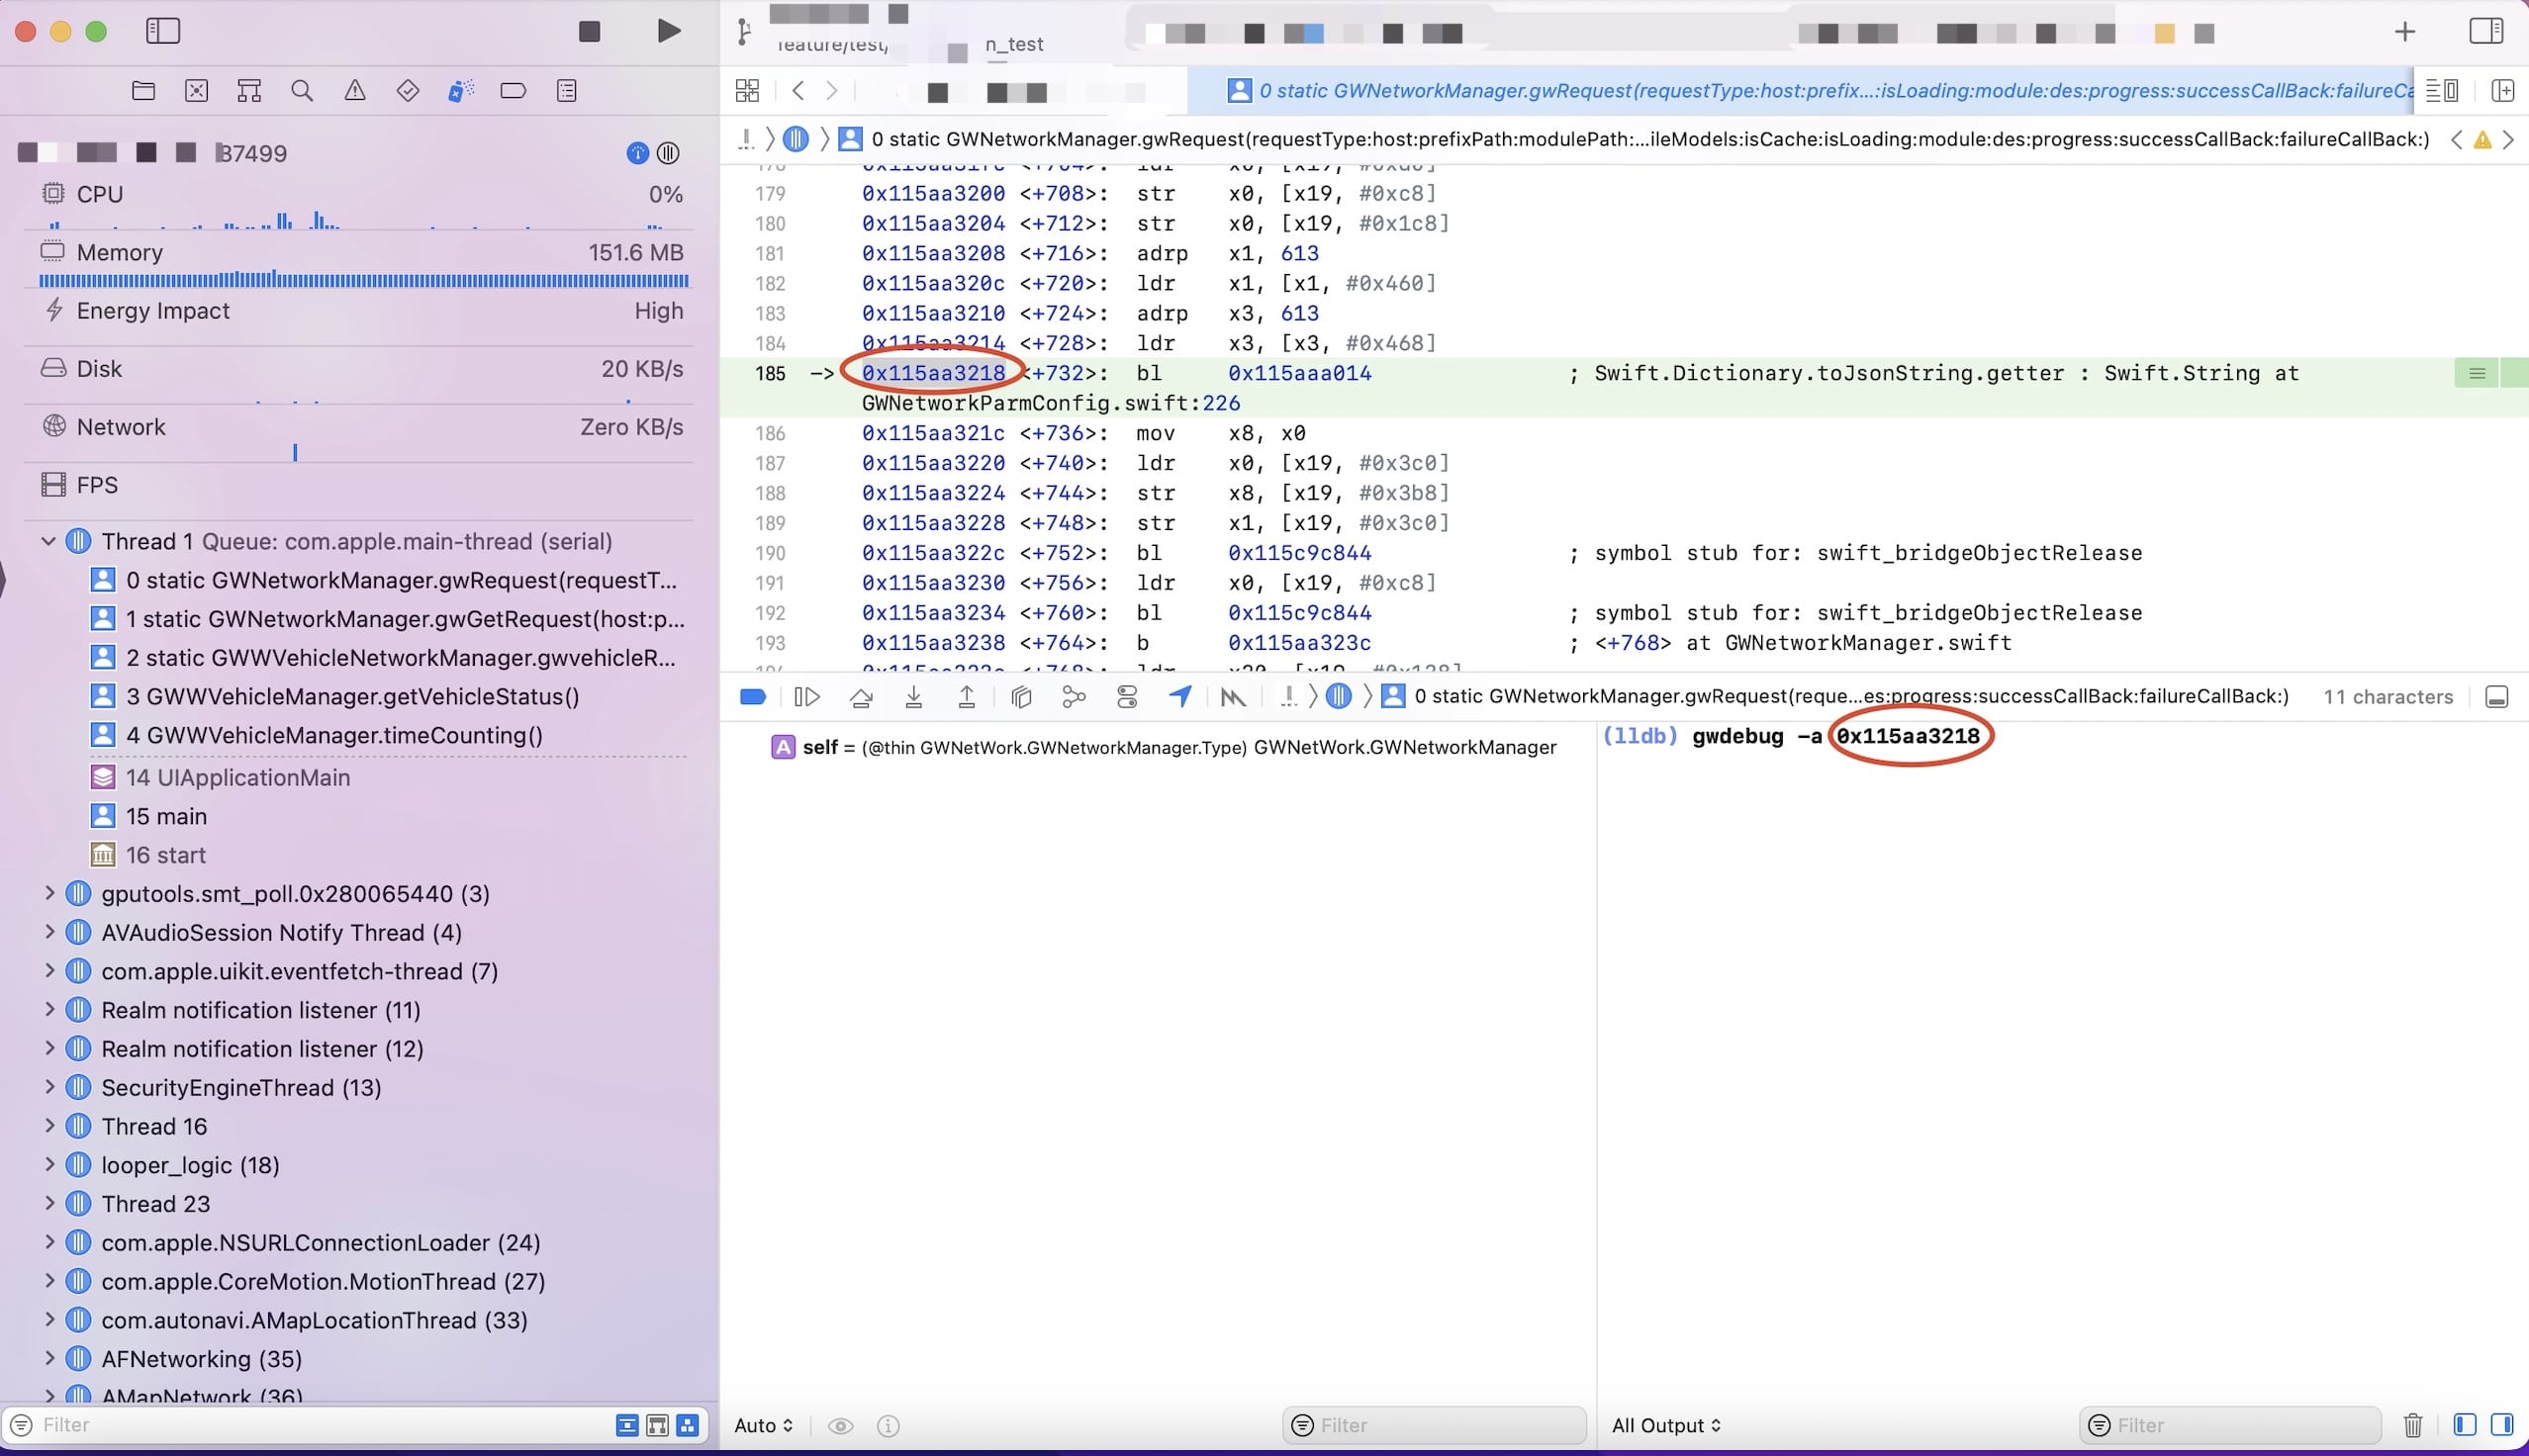 feature/test/
n_test
87499
CPU 0%
Memory 151.6 MB
Energy Impact High
Disk 20 KB/s
Network Zero KB/s
FPS
Thread 1 Queue: com.apple.main-thread (serial)
0 static GWNetworkManager.gwRequest(requestT...
1 static GWNetworkManager.gwGetRequest(host:p...
2 static GWWVehicleNetworkManager.gwvehicleR...
3 GWWVehicleManager.getVehicleStatus()
4 GWWVehicleManager.timeCounting()
14 UIApplicationMain
15 main
16 start
gputools.smt_poll.0x280065440 (3)
AVAudioSession Notify Thread (4)
com.apple.uikit.eventfetch-thread (7)
Realm notification listener (11)
Realm notification listener (12)
SecurityEngineThread (13)
Thread 16
looper_logic (18)
Thread 23
com.apple.NSURLConnectionLoader (24)
com.apple.CoreMotion.MotionThread (27)
com.autonavi.AMapLocationThread (33)
AFNetworking (35)
AMapNetwork (36)
Filter
0 static GWNetworkManager.gwRequest(requestType:host:prefix...:isLoading:module:des:progress:successCallBack:failureCa
0 static GWNetworkManager.gwRequest(requestType:host:prefixPath:modulePath:...ileModels:isCache:isLoading:module:des:progress:successCallBack:failureCallBack:)
179 0x115aa3200 <+708>: str x0, [x19, #0xc8]
180 0x115aa3204 <+712>: str x0, [x19, #0x1c8]
181 0x115aa3208 <+716>: adrp x1, 613
182 0x115aa320c <+720>: ldr x1, [x1, #0x460]
183 0x115aa3210 <+724>: adrp x3, 613
184 0x115aa3214 <+728>: ldr x3, [x3, #0x468]
185 -> 0x115aa3218 <+732>: bl 0x115aaa014 ; Swift.Dictionary.toJsonString.getter : Swift.String at
GWNetworkParmConfig.swift:226
186 0x115aa321c <+736>: mov x8, x0
187 0x115aa3220 <+740>: ldr x0, [x19, #0x3c0]
188 0x115aa3224 <+744>: str x8, [x19, #0x3b8]
189 0x115aa3228 <+748>: str x1, [x19, #0x3c0]
190 0x115aa322c <+752>: bl 0x115c9c844 ; symbol stub for: swift_bridgeObjectRelease
191 0x115aa3230 <+756>: ldr x0, [x19, #0xc8]
192 0x115aa3234 <+760>: bl 0x115c9c844 ; symbol stub for: swift_bridgeObjectRelease
193 0x115aa3238 <+764>: b 0x115aa323c ; <+768> at GWNetworkManager.swift
0 static GWNetworkManager.gwRequest(reque...es:progress:successCallBack:failureCallBack:) 11 characters
A self = (@thin GWNetWork.GWNetworkManager.Type) GWNetWork.GWNetworkManager
(lldb) gwdebug -a 0x115aa3218
Auto Filter
All Output Filter